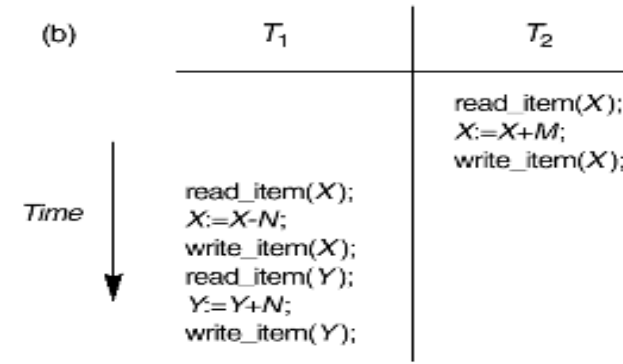 (b) T1 T2
read_item(X);
X:=X+M;
write_item(X);
Time
read_item(X);
X:=X-N;
write_item(X);
read_item(Y);
Y:=Y+N;
write_item(Y);